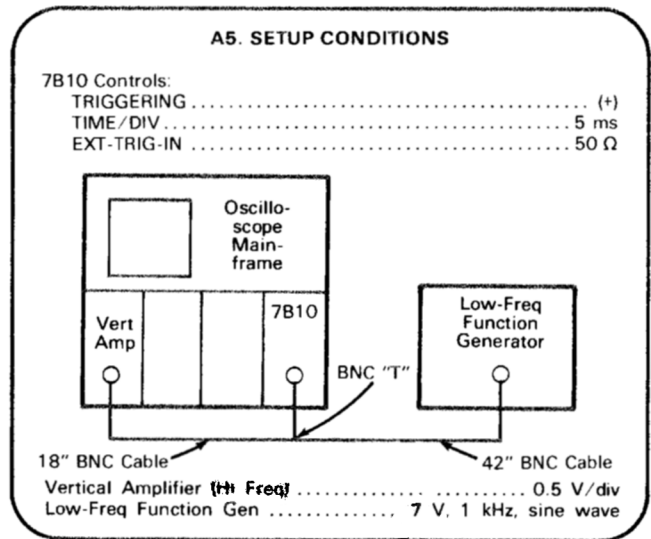 A5. SETUP CONDITIONS
7B10 Controls:
TRIGGERING .......... (+)
TIME/DIV .......... 5 ms
EXT-TRIG-IN .......... 50 Ω
Oscillo-
scope
Main-
frame
Vert
Amp
7B10
Low-Freq
Function
Generator
BNC "T"
18" BNC Cable
42" BNC Cable
Vertical Amplifier (Hi Freq) .......... 0.5 V/div
Low-Freq Function Gen .......... 7 V, 1 kHz, sine wave